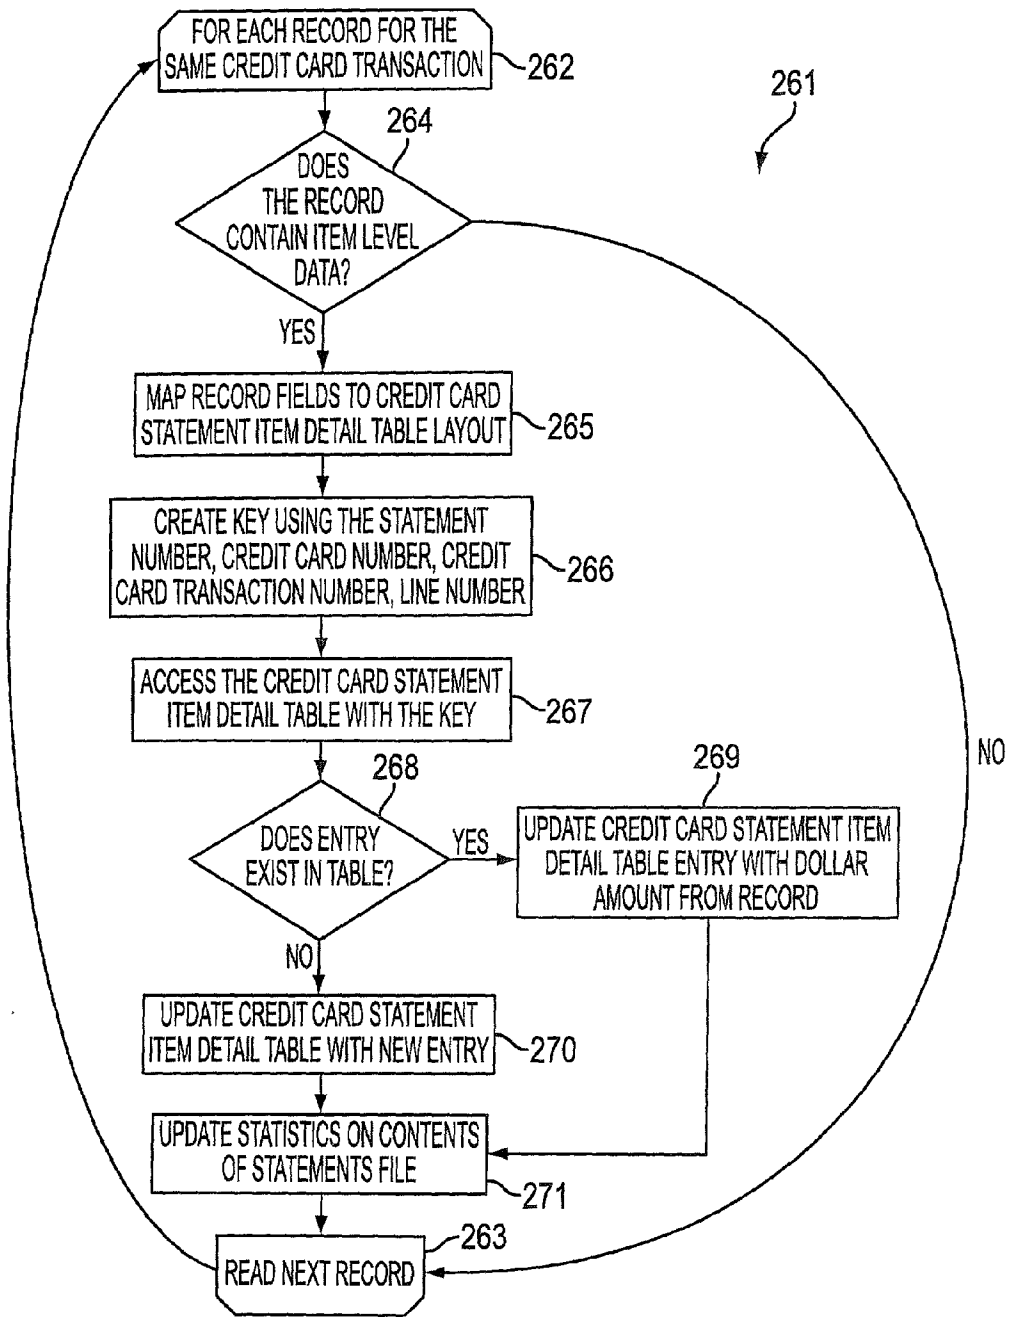 FOR EACH RECORD FOR THE
SAME CREDIT CARD TRANSACTION
262
261
264
DOES
THE RECORD
CONTAIN ITEM LEVEL
DATA?
YES
MAP RECORD FIELDS TO CREDIT CARD
STATEMENT ITEM DETAIL TABLE LAYOUT
265
CREATE KEY USING THE STATEMENT
NUMBER, CREDIT CARD NUMBER, CREDIT
CARD TRANSACTION NUMBER, LINE NUMBER
266
ACCESS THE CREDIT CARD STATEMENT
ITEM DETAIL TABLE WITH THE KEY
267
NO
268
DOES ENTRY
EXIST IN TABLE?
YES
269
UPDATE CREDIT CARD STATEMENT ITEM
DETAIL TABLE ENTRY WITH DOLLAR
AMOUNT FROM RECORD
NO
UPDATE CREDIT CARD STATEMENT
ITEM DETAIL TABLE WITH NEW ENTRY
270
UPDATE STATISTICS ON CONTENTS
OF STATEMENTS FILE
271
263
READ NEXT RECORD